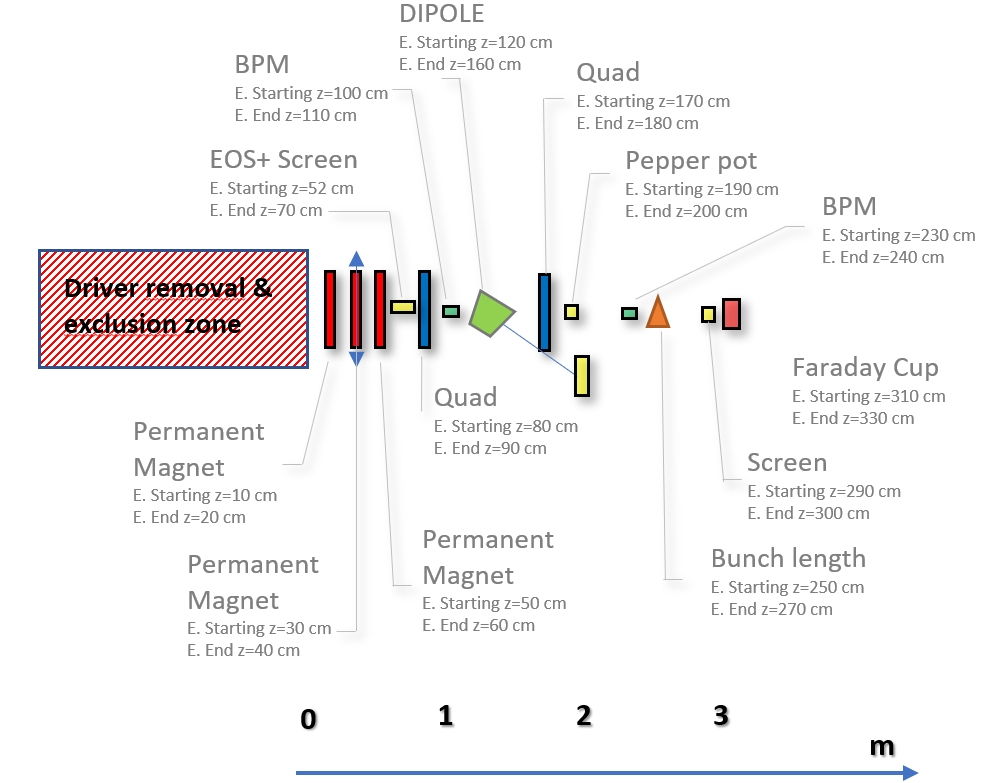 DIPOLE
E. Starting z=120 cm
E. End z=160 cm
BPM
E. Starting z=100 cm
E. End z=110 cm
Quad
E. Starting z=170 cm
E. End z=180 cm
EOS+ Screen
E. Starting z=52 cm
E. End z=70 cm
Pepper pot
E. Starting z=190 cm
E. End z=200 cm
BPM
E. Starting z=230 cm
E. End z=240 cm
Driver removal &
exclusion zone
Faraday Cup
E. Starting z=310 cm
E. End z=330 cm
Quad
E. Starting z=80 cm
E. End z=90 cm
Permanent
Magnet
E. Starting z=10 cm
E. End z=20 cm
Screen
E. Starting z=290 cm
E. End z=300 cm
Permanent
Magnet
E. Starting z=50 cm
E. End z=60 cm
Bunch length
E. Starting z=250 cm
E. End z=270 cm
Permanent
Magnet
E. Starting z=30 cm
E. End z=40 cm
0
1
2
3
m